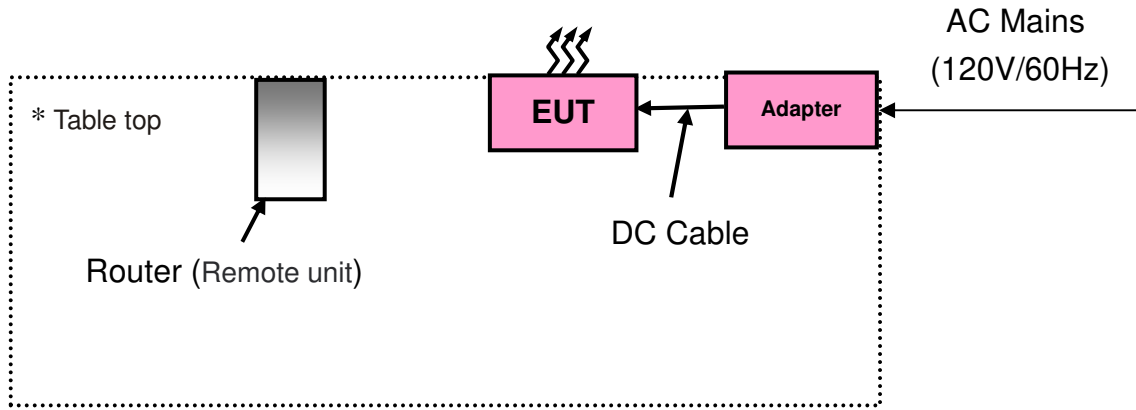 AC Mains
(120V/60Hz)
* Table top
EUT
Adapter
DC Cable
Router (Remote unit)